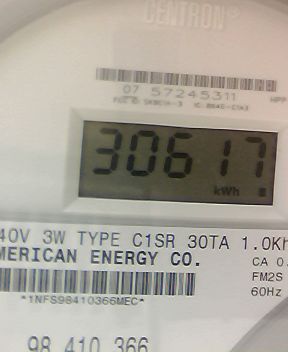 CENTRON®
07 57245311
30617
kWh
40V 3W TYPE C1SR 30TA 1.0Kh
MERICAN ENERGY CO.
CA 0.
FM2S
60Hz
*1NFS98410366MEC*
98 410 366